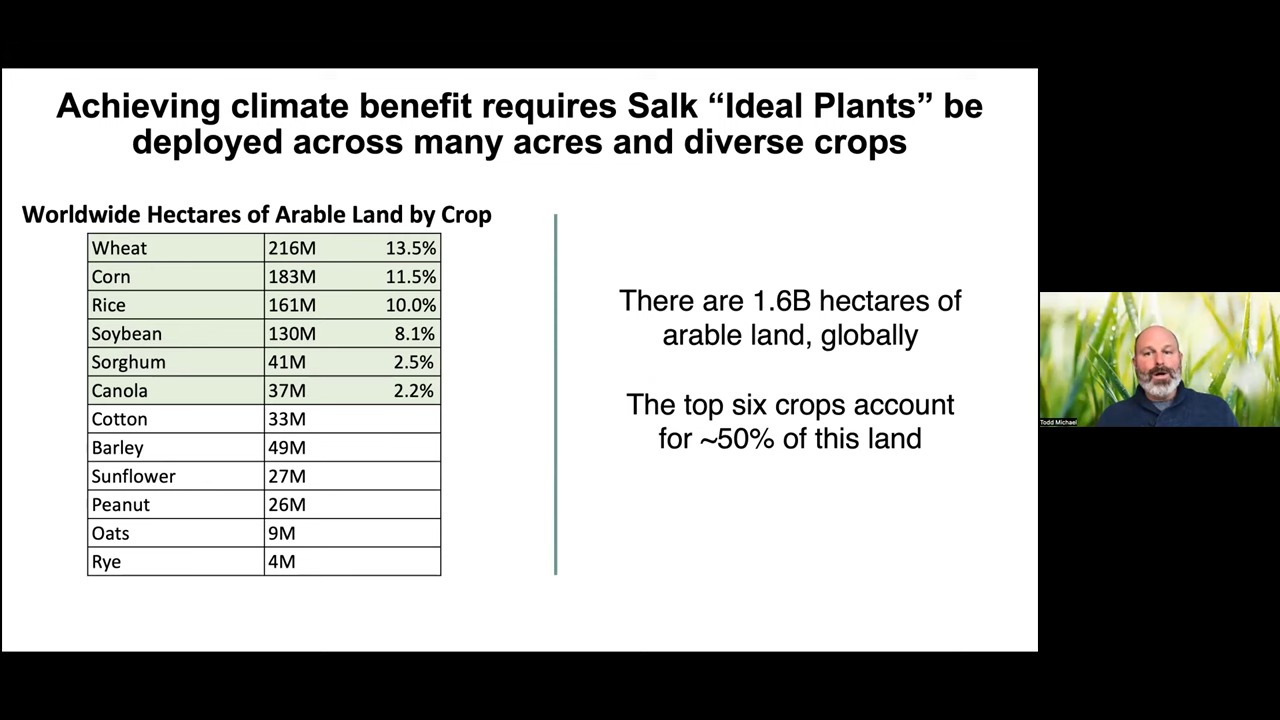 Achieving climate benefit requires Salk “Ideal Plants” be
deployed across many acres and diverse crops
Worldwide Hectares of Arable Land by Crop
Wheat 216M 13.5%
Corn 183M 11.5%
Rice 161M 10.0%
Soybean 130M 8.1%
Sorghum 41M 2.5%
Canola 37M 2.2%
Cotton 33M
Barley 49M
Sunflower 27M
Peanut 26M
Oats 9M
Rye 4M
There are 1.6B hectares of
arable land, globally
The top six crops account
for ~50% of this land
Todd Michael